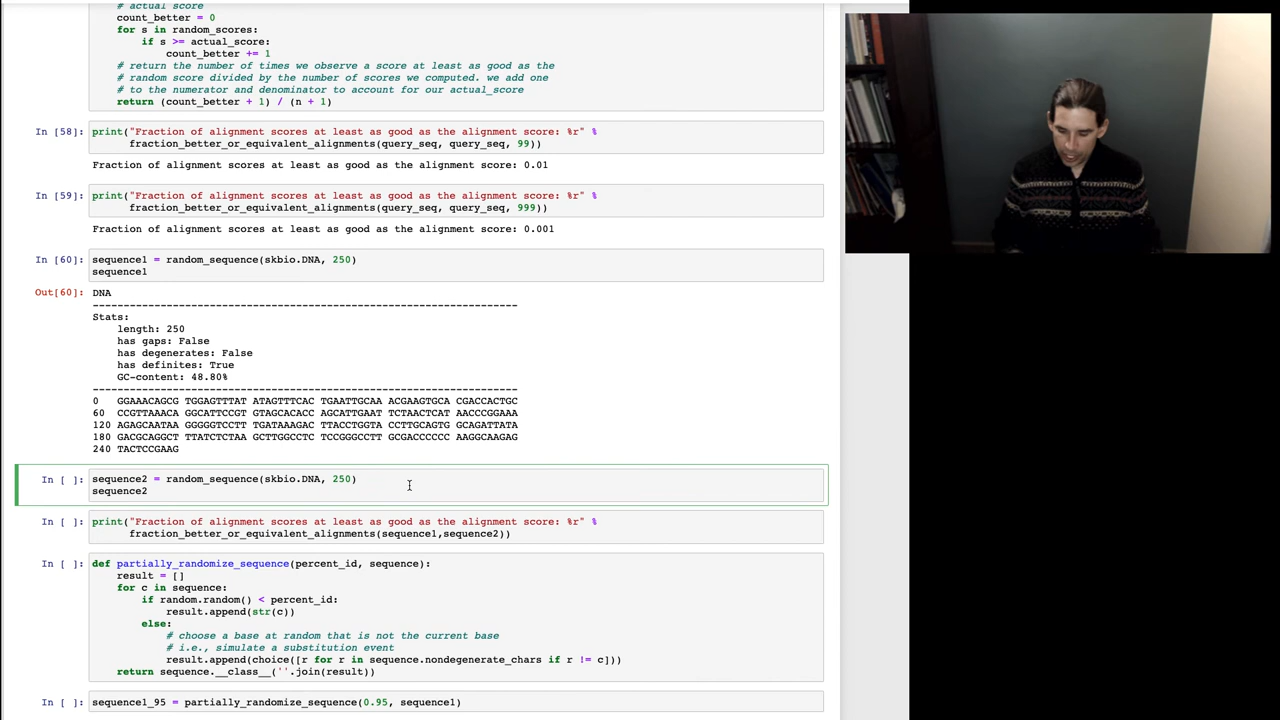 # actual score
count_better = 0
for s in random_scores:
if s >= actual_score:
count_better += 1
# return the number of times we observe a score at least as good as the
# random score divided by the number of scores we computed. we add one
# to the numerator and denominator to account for our actual_score
return (count_better + 1) / (n + 1)
In [58]: print("Fraction of alignment scores at least as good as the alignment score: %r" %
fraction_better_or_equivalent_alignments(query_seq, query_seq, 99))
Fraction of alignment scores at least as good as the alignment score: 0.01
In [59]: print("Fraction of alignment scores at least as good as the alignment score: %r" %
fraction_better_or_equivalent_alignments(query_seq, query_seq, 999))
Fraction of alignment scores at least as good as the alignment score: 0.001
In [60]: sequence1 = random_sequence(skbio.DNA, 250)
sequence1
Out[60]: DNA
---------------------------------------------------------------------
Stats:
length: 250
has gaps: False
has degenerates: False
has definites: True
GC-content: 48.80%
---------------------------------------------------------------------
0 GGAAACAGCG TGGAGTTTAT ATAGTTTCAC TGAATTGCAA ACGAAGTGCA CGACCACTGC
60 CCGTTAAACA GGCATTCCGT GTAGCACACC AGCATTGAAT TCTAACTCAT AACCCGGAAA
120 AGAGCAATAA GGGGGTCCTT TGATAAAGAC TTACCTGGTA CCTTGCAGTG GCAGATTATA
180 GACGCAGGCT TTATCTCTAA GCTTGGCCTC TCCGGGCCTT GCGACCCCCC AAGGCAAGAG
240 TACTCCGAAG
In [ ]: sequence2 = random_sequence(skbio.DNA, 250)
sequence2
In [ ]: print("Fraction of alignment scores at least as good as the alignment score: %r" %
fraction_better_or_equivalent_alignments(sequence1,sequence2))
In [ ]: def partially_randomize_sequence(percent_id, sequence):
result = []
for c in sequence:
if random.random() < percent_id:
result.append(str(c))
else:
# choose a base at random that is not the current base
# i.e., simulate a substitution event
result.append(choice([r for r in sequence.nondegenerate_chars if r != c]))
return sequence.__class__(''.join(result))
In [ ]: sequence1_95 = partially_randomize_sequence(0.95, sequence1)